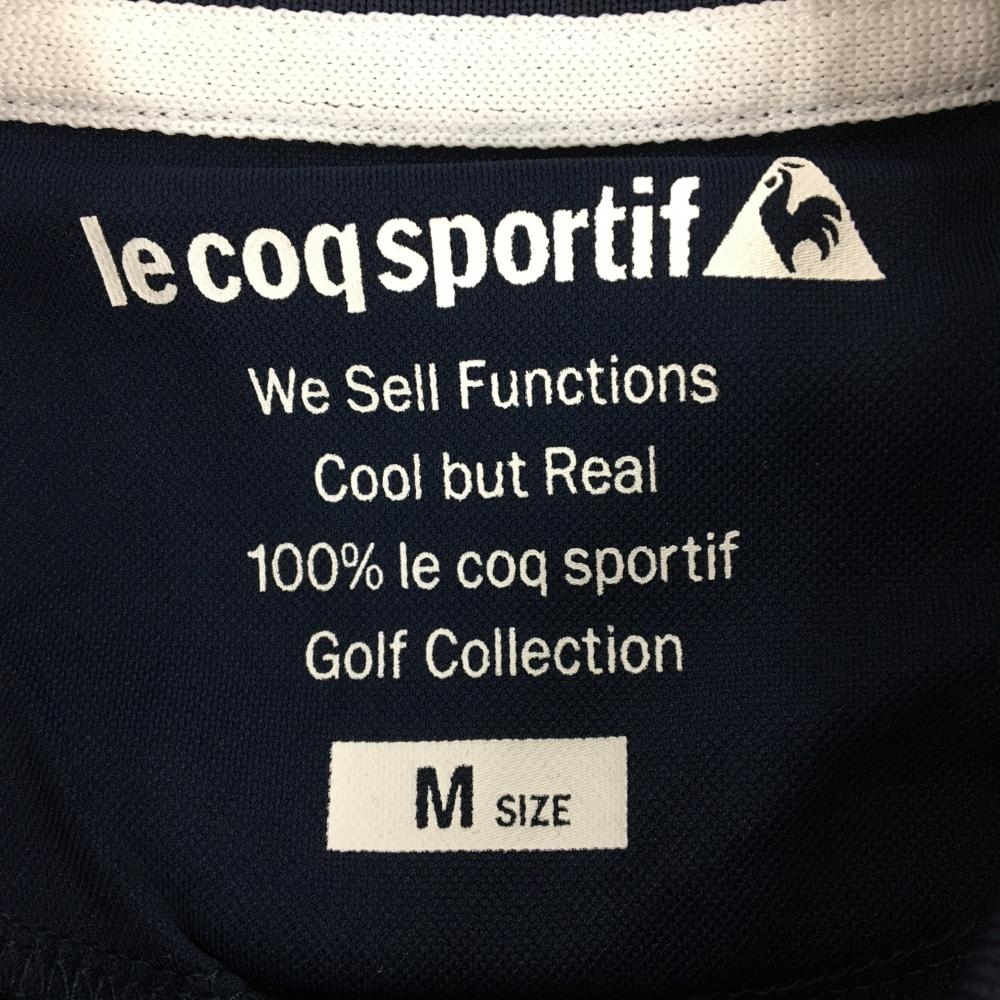 le coq sportif
We Sell Functions
Cool but Real
100% le coq sportif
Golf Collection
M SIZE